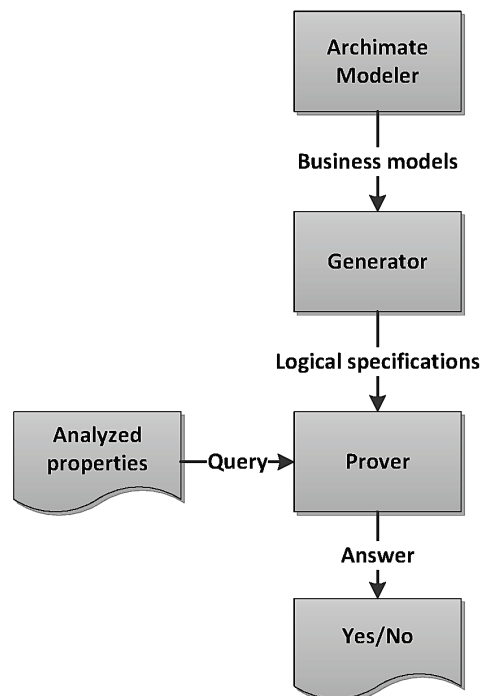 Archimate
Modeler
Business models
Generator
Logical specifications
Analyzed
properties
Query
Prover
Answer
Yes/No